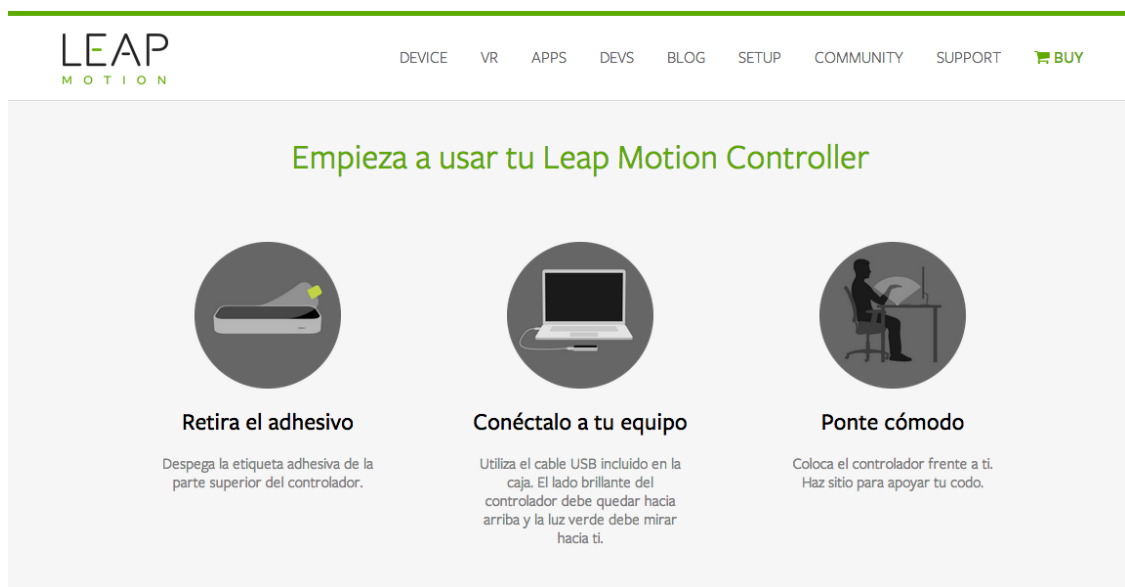 LEAP
MOTION
DEVICE VR APPS DEVS BLOG SETUP COMMUNITY SUPPORT BUY
Empieza a usar tu Leap Motion Controller
Retira el adhesivo
Despega la etiqueta adhesiva de la
parte superior del controlador.
Conéctalo a tu equipo
Utiliza el cable USB incluido en la
caja. El lado brillante del
controlador debe quedar hacia
arriba y la luz verde debe mirar
hacia ti.
Ponte cómodo
Coloca el controlador frente a ti.
Haz sitio para apoyar tu codo.